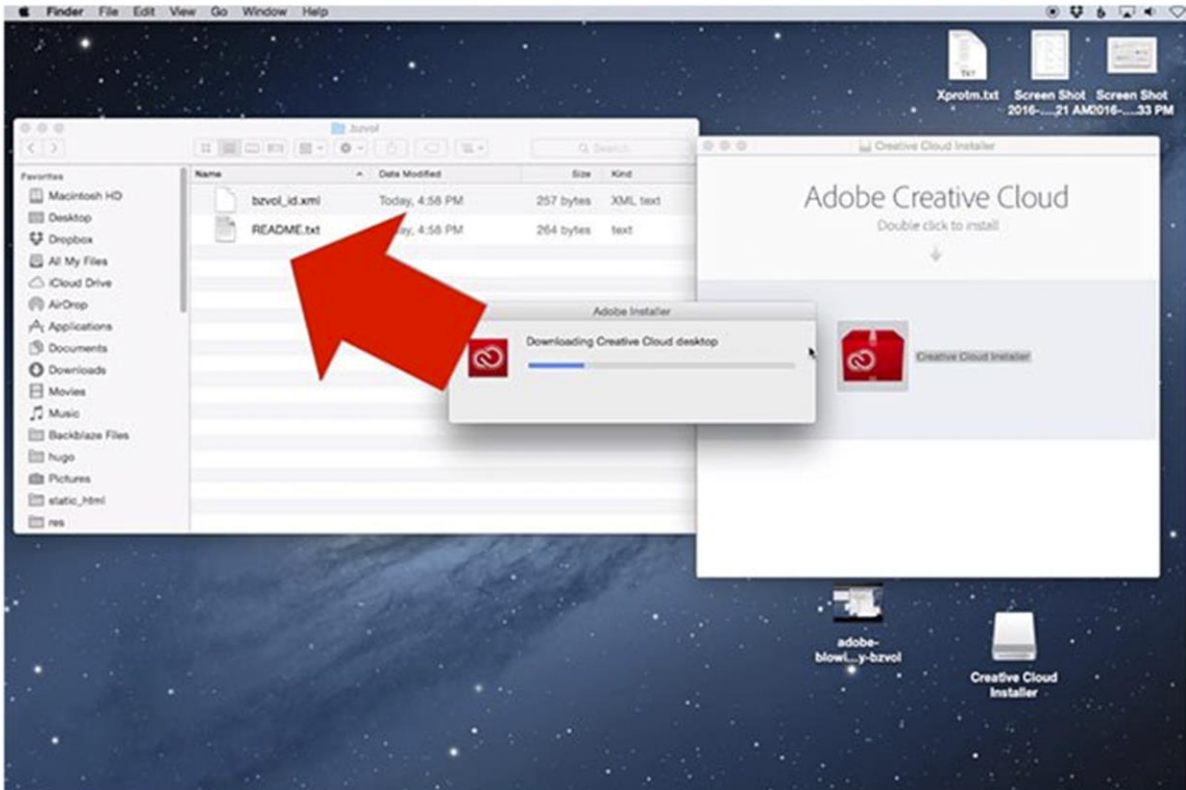 Finder File Edit View Go Window Help
Xprotm.txt
Screen Shot
2016-....21 AM
Screen Shot
2016-....33 PM
.bzvol
Search
Favorites
Macintosh HD
Desktop
Dropbox
All My Files
iCloud Drive
AirDrop
Applications
Documents
Downloads
Movies
Music
Backblaze Files
hugo
Pictures
static_html
res
Name Date Modified Size Kind
bzvol_id.xml Today, 4:58 PM 257 bytes XML text
README.txt 4:58 PM 264 bytes text
Creative Cloud Installer
Adobe Creative Cloud
Double click to install
Creative Cloud Installer
Adobe Installer
Downloading Creative Cloud desktop
adobe-
blowi...y-bzvol
Creative Cloud
Installer